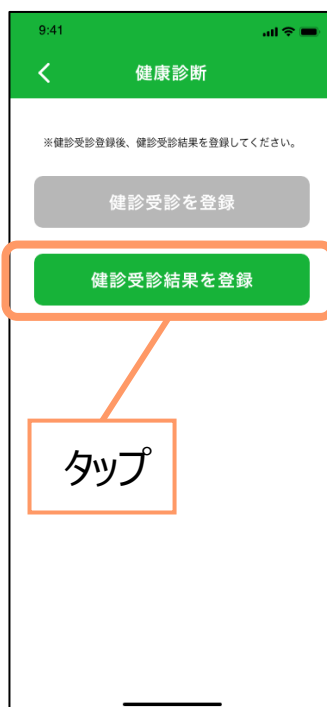 9:41
健康診断
※健診受診登録後、健診受診結果を登録してください。
健診受診を登録
健診受診結果を登録
タップ